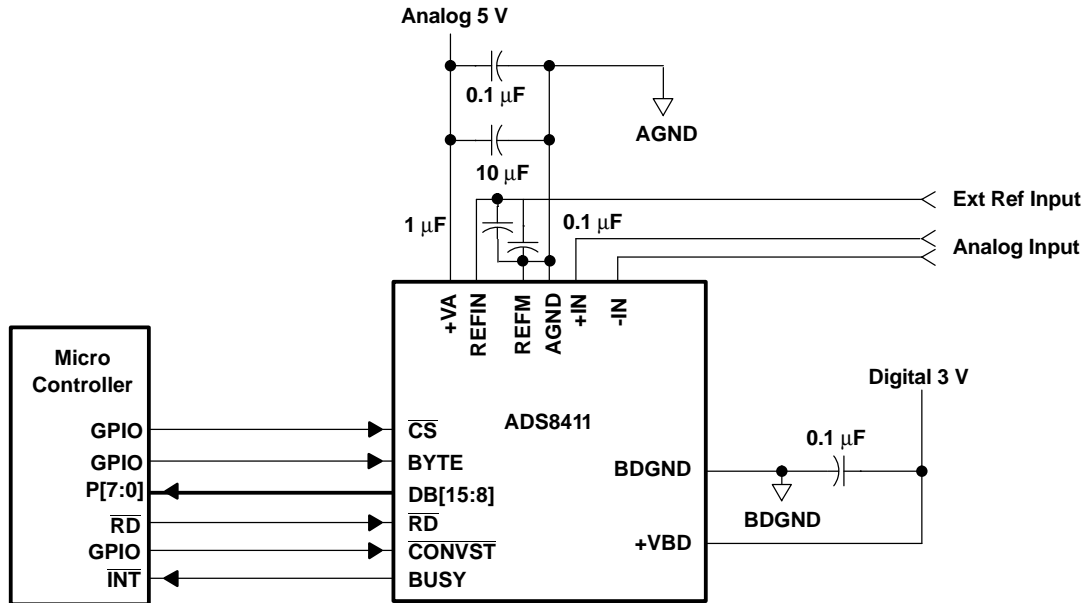 Analog 5 V
0.1 μF
AGND
10 μF
Ext Ref Input
1 μF
0.1 μF
Analog Input
+VA
REFIN
REFM
AGND
+IN
-IN
Micro
Controller
Digital 3 V
GPIO
CS
ADS8411
0.1 μF
GPIO
BYTE
BDGND
P[7:0]
DB[15:8]
BDGND
RD
RD
GPIO
CONVST
+VBD
INT
BUSY